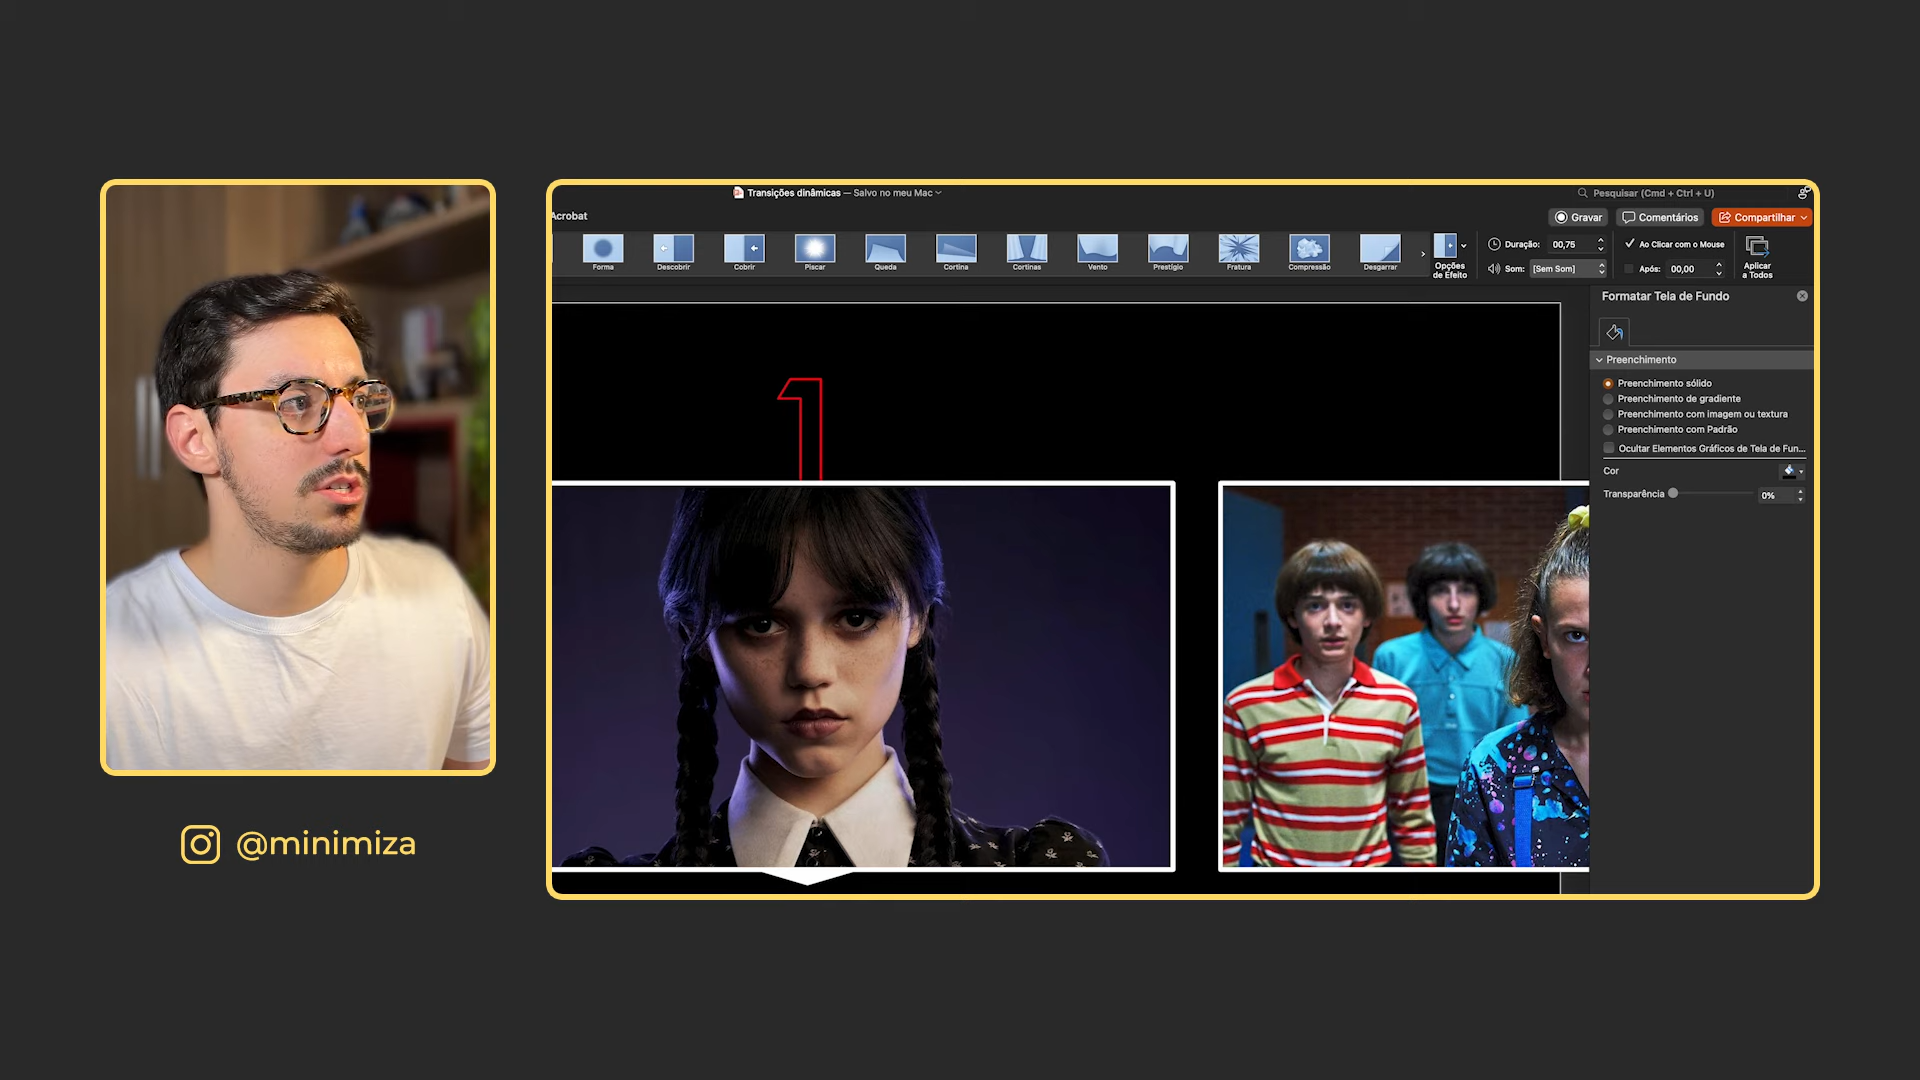 Transições dinâmicas — Salvo no meu Mac
Pesquisar (Cmd + Ctrl + U)
Acrobat
Gravar
Comentários
Compartilhar
Forma
Descobrir
Cobrir
Piscar
Queda
Cortina
Cortinas
Vento
Prestígio
Fratura
Compressão
Desgarrar
Opções
de Efeito
Duração: 00,75
Som: [Sem Som]
Ao Clicar com o Mouse
Após: 00,00
Aplicar
a Todos
Formatar Tela de Fundo
Preenchimento
Preenchimento sólido
Preenchimento de gradiente
Preenchimento com imagem ou textura
Preenchimento com Padrão
Ocultar Elementos Gráficos de Tela de Fun...
Cor
Transparência 0%
1
@minimiza